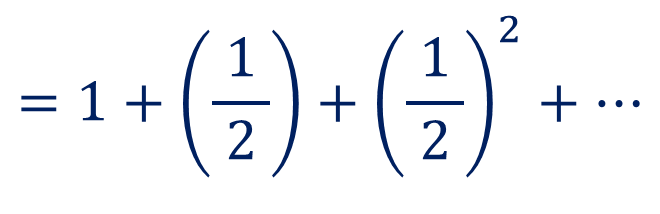 = 1 + (1/2) + (1/2)² + ⋯